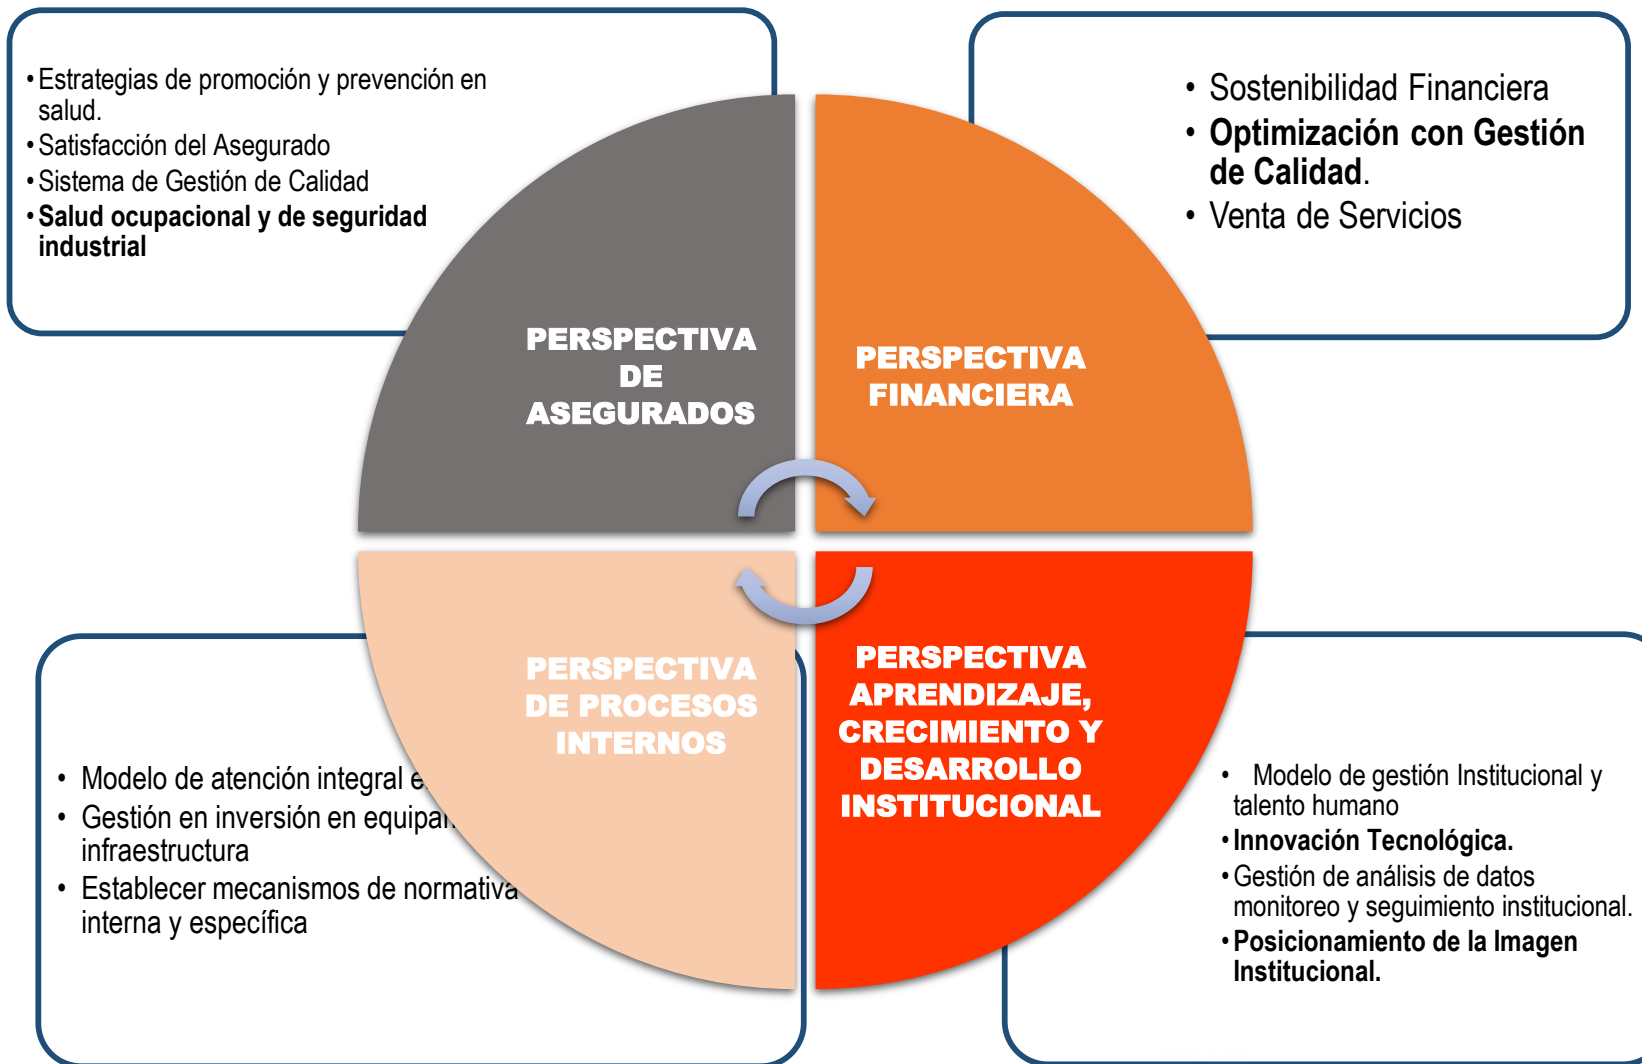 • Estrategias de promoción y prevención en
salud.
• Satisfacción del Asegurado
• Sistema de Gestión de Calidad
• Salud ocupacional y de seguridad
industrial
• Sostenibilidad Financiera
• Optimización con Gestión
de Calidad.
• Venta de Servicios
PERSPECTIVA
DE
ASEGURADOS
PERSPECTIVA
FINANCIERA
PERSPECTIVA
DE PROCESOS
INTERNOS
PERSPECTIVA
APRENDIZAJE,
CRECIMIENTO Y
DESARROLLO
INSTITUCIONAL
• Modelo de atención integral
• Gestión en inversión en
infraestructura
• Establecer mecanismos de normativa
interna y específica
• Modelo de gestión Institucional y
talento humano
• Innovación Tecnológica.
• Gestión de análisis de datos
monitoreo y seguimiento institucional.
• Posicionamiento de la Imagen
Institucional.